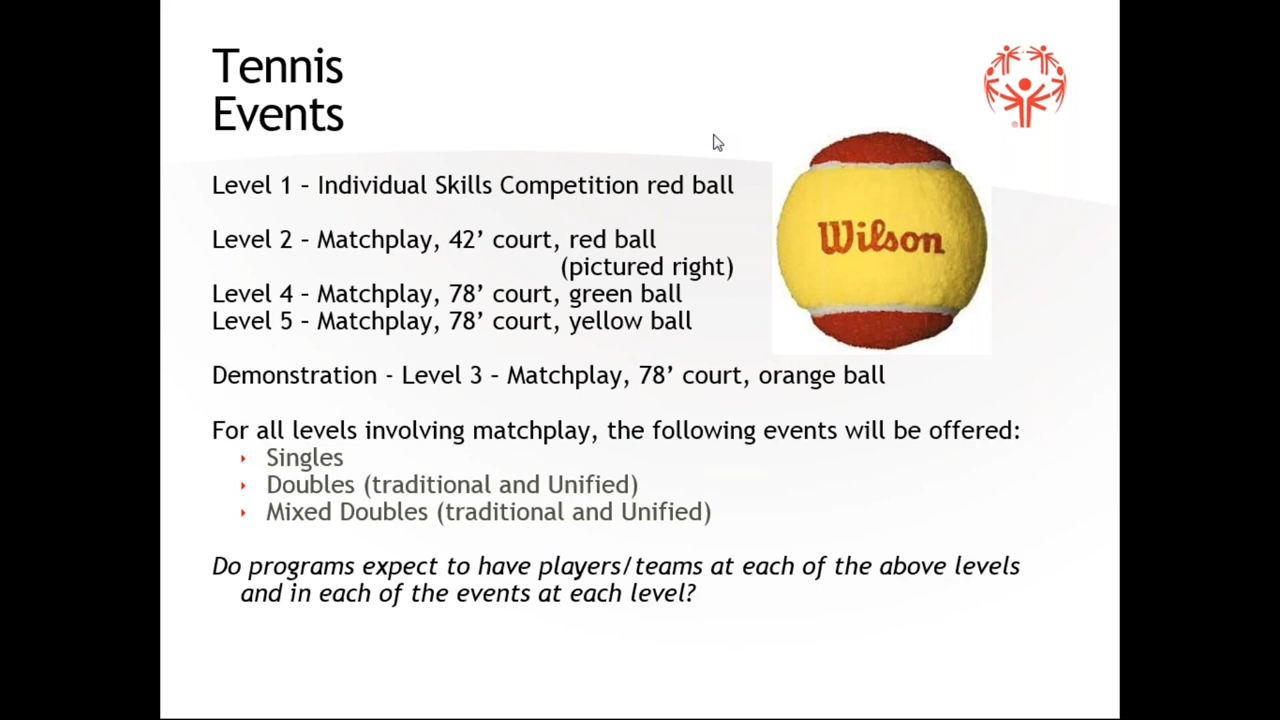 Tennis
Events
Level 1 – Individual Skills Competition red ball
Level 2 – Matchplay, 42’ court, red ball
(pictured right)
Level 4 – Matchplay, 78’ court, green ball
Level 5 – Matchplay, 78’ court, yellow ball
Wilson
Demonstration - Level 3 – Matchplay, 78’ court, orange ball
For all levels involving matchplay, the following events will be offered:
Singles
Doubles (traditional and Unified)
Mixed Doubles (traditional and Unified)
Do programs expect to have players/teams at each of the above levels
and in each of the events at each level?